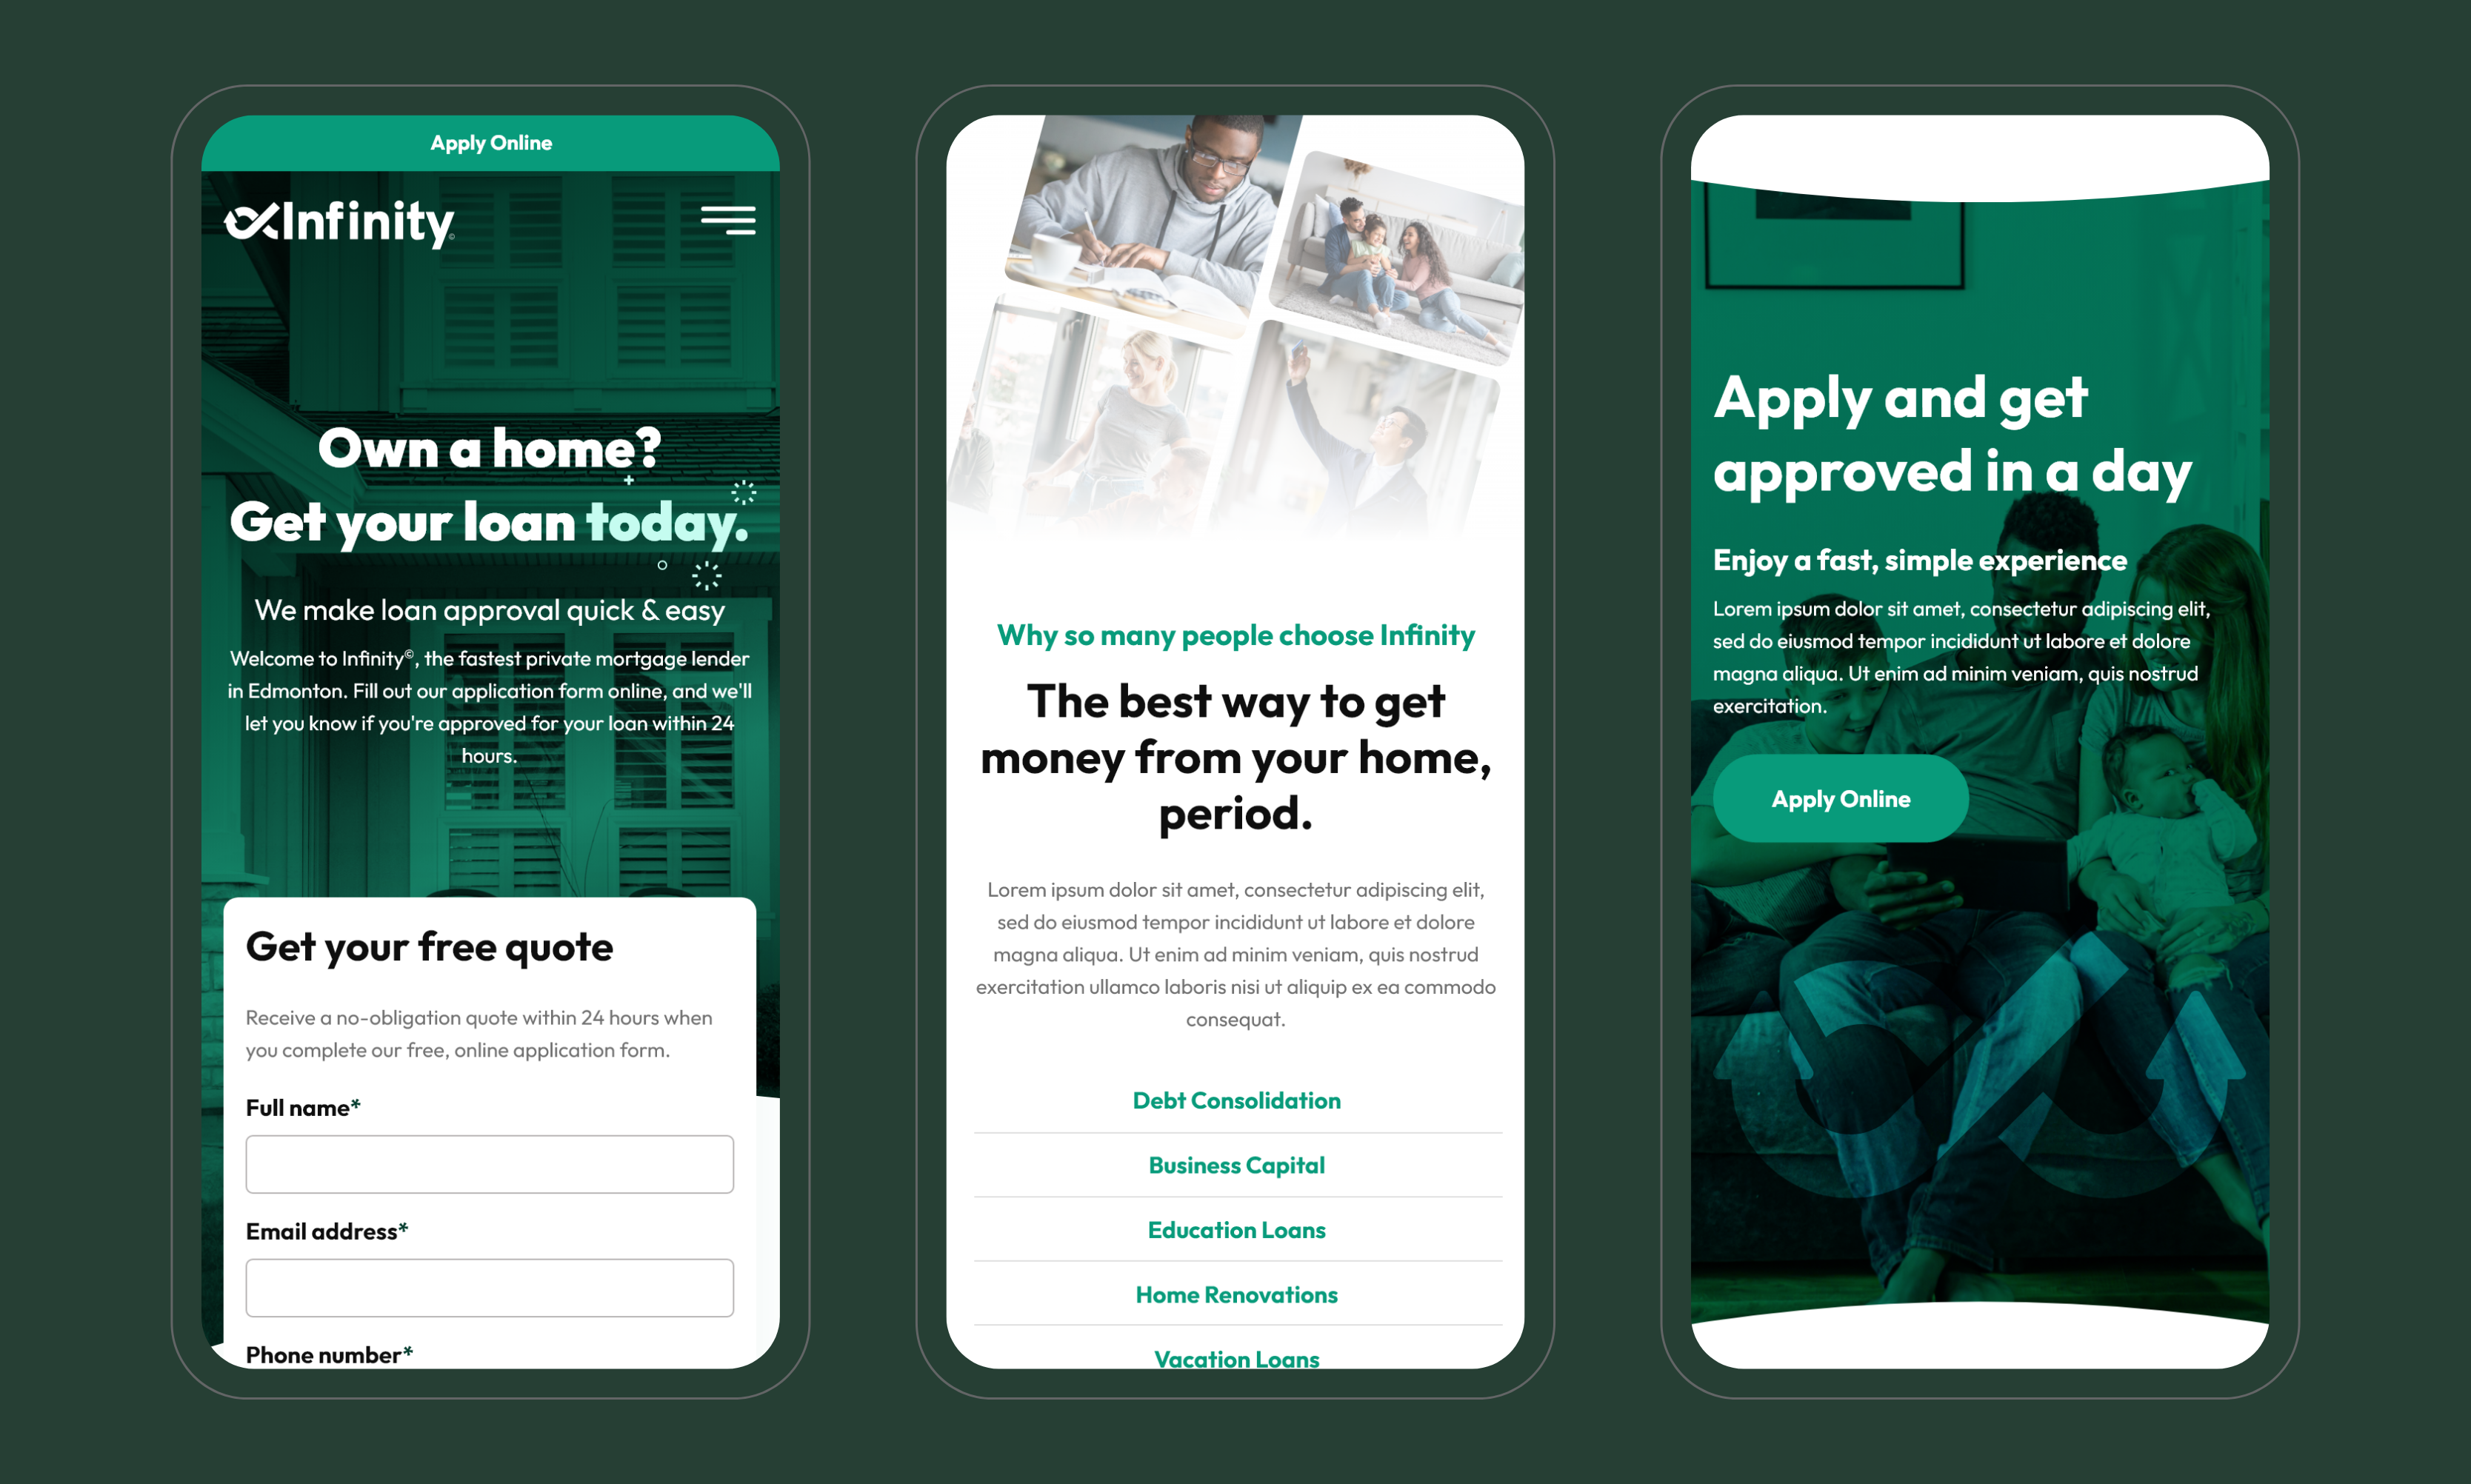 Apply Online
Infinity©
Own a home?
Get your loan today.
We make loan approval quick & easy
Welcome to Infinity©, the fastest private mortgage lender
in Edmonton. Fill out our application form online, and we'll
let you know if you're approved for your loan within 24
hours.
Get your free quote
Receive a no-obligation quote within 24 hours when
you complete our free, online application form.
Full name*
Email address*
Phone number*
Why so many people choose Infinity
The best way to get
money from your home,
period.
Lorem ipsum dolor sit amet, consectetur adipiscing elit,
sed do eiusmod tempor incididunt ut labore et dolore
magna aliqua. Ut enim ad minim veniam, quis nostrud
exercitation ullamco laboris nisi ut aliquip ex ea commodo
consequat.
Debt Consolidation
Business Capital
Education Loans
Home Renovations
Vacation Loans
Apply and get
approved in a day
Enjoy a fast, simple experience
Lorem ipsum dolor sit amet, consectetur adipiscing elit,
sed do eiusmod tempor incididunt ut labore et dolore
magna aliqua. Ut enim ad minim veniam, quis nostrud
exercitation.
Apply Online